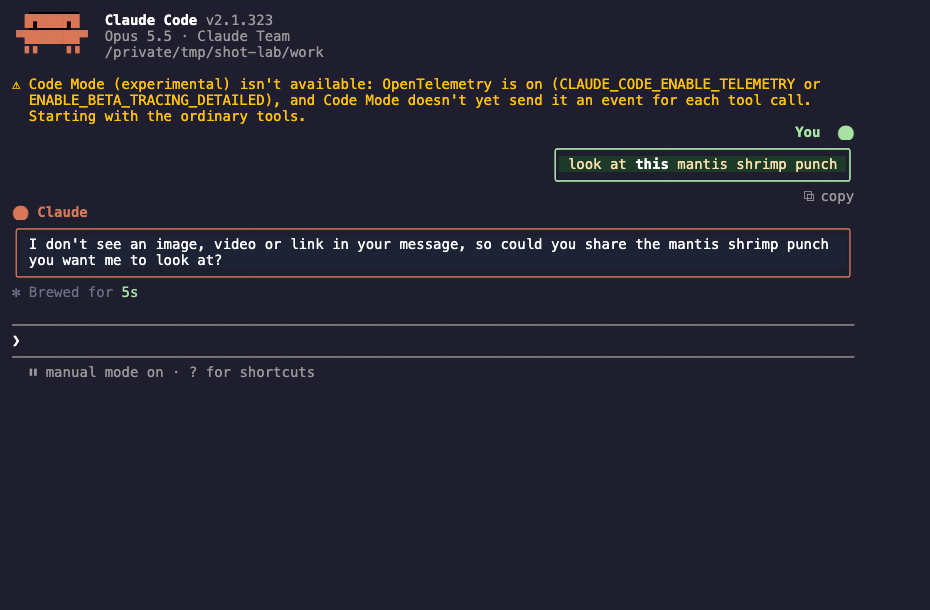 Claude Code v2.1.323
Opus 5.5 · Claude Team
/private/tmp/shot-lab/work
⚠ Code Mode (experimental) isn't available: OpenTelemetry is on (CLAUDE_CODE_ENABLE_TELEMETRY or
ENABLE_BETA_TRACING_DETAILED), and Code Mode doesn't yet send it an event for each tool call.
Starting with the ordinary tools.
You
look at this mantis shrimp punch
copy
Claude
I don't see an image, video or link in your message, so could you share the mantis shrimp punch
you want me to look at?
✻ Brewed for 5s
❯
⏸ manual mode on · ? for shortcuts